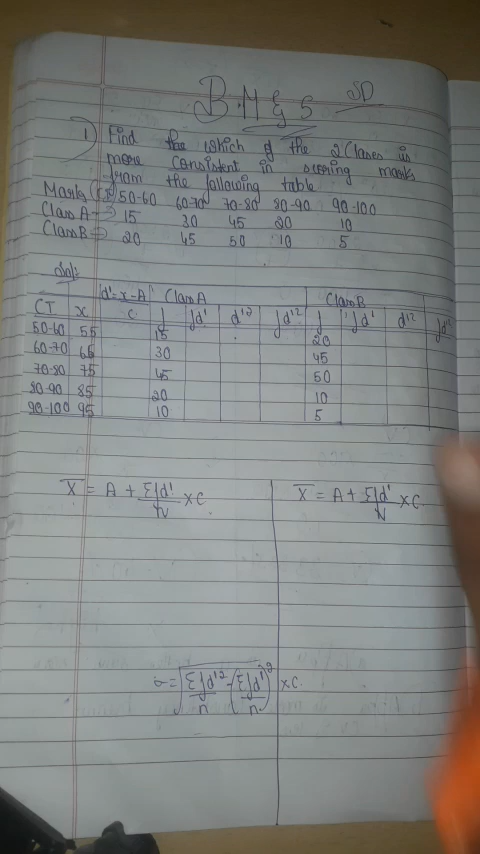 B.M & S SD
1) Find the which of the 2 Clases is
more consistent in scoring marks
from the following table
Marks (CI) 50-60 60-70 70-80 80-90 90-100
Class A => 15 30 45 20 10
Class B => 20 45 50 10 5
Sol:
d' = x-A Class A Class B
CI x c f fd' d'2 fd'2 f fd' d'2 fd'2
50-60 55 15 20
60-70 65 30 45
70-80 75 45 50
80-90 85 20 10
90-100 95 10 5
X̅ = A + Σfd'/N × C X̅ = A + Σfd'/N × C
σ = √Σfd'2/n - (Σfd'/n)2 × C.